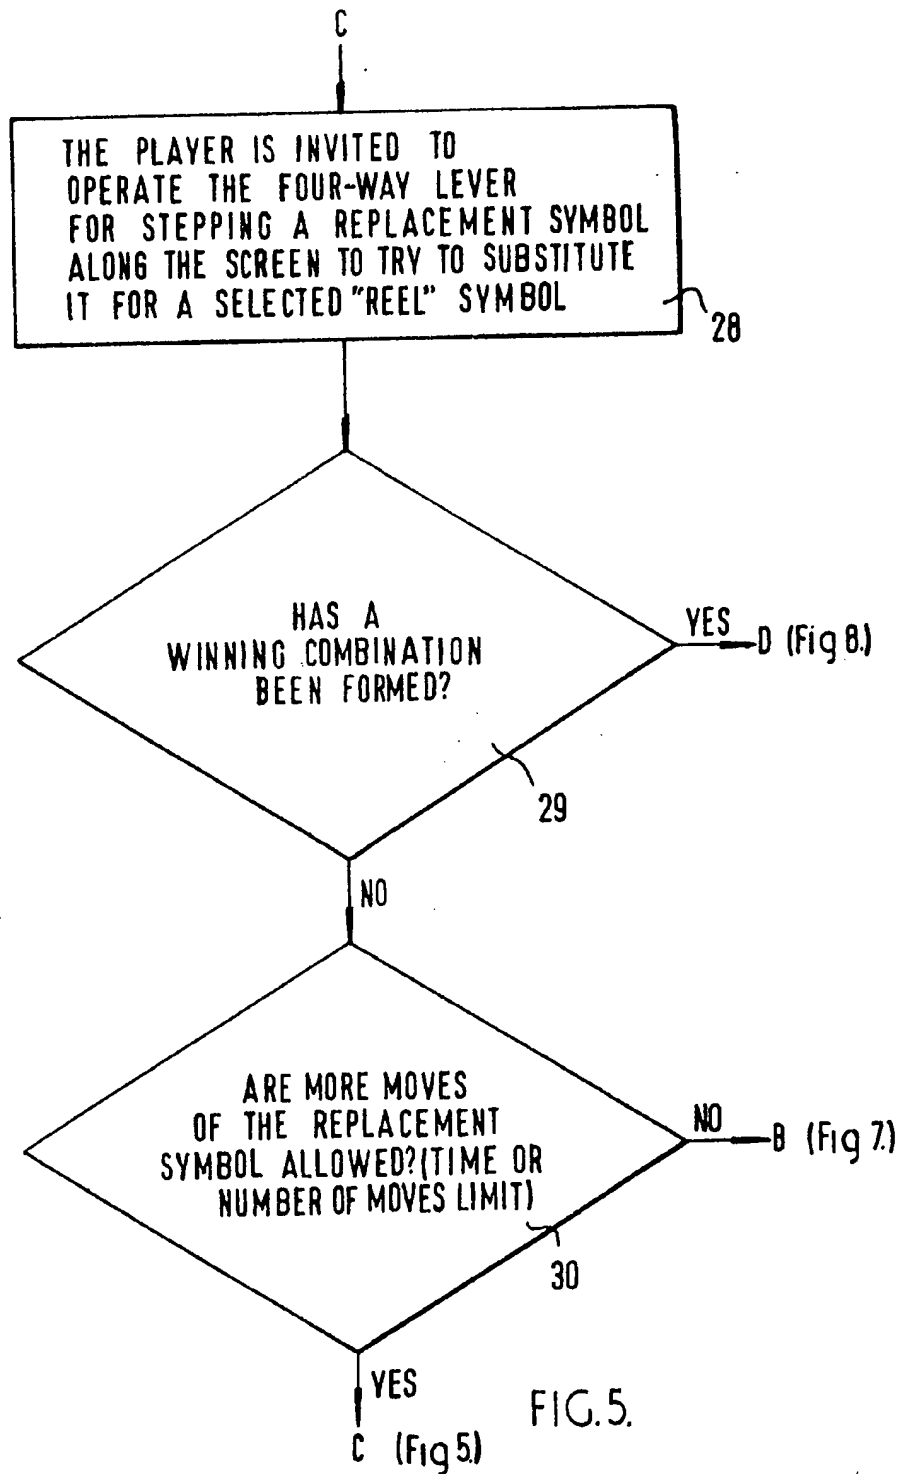 C
THE PLAYER IS INVITED TO
OPERATE THE FOUR-WAY LEVER
FOR STEPPING A REPLACEMENT SYMBOL
ALONG THE SCREEN TO TRY TO SUBSTITUTE
IT FOR A SELECTED "REEL" SYMBOL
28
HAS A
WINNING COMBINATION
BEEN FORMED?
YES
D (Fig 8.)
29
NO
ARE MORE MOVES
OF THE REPLACEMENT
SYMBOL ALLOWED?(TIME OR
NUMBER OF MOVES LIMIT)
NO
B (Fig 7.)
30
YES
C (Fig 5.)
FIG. 5.